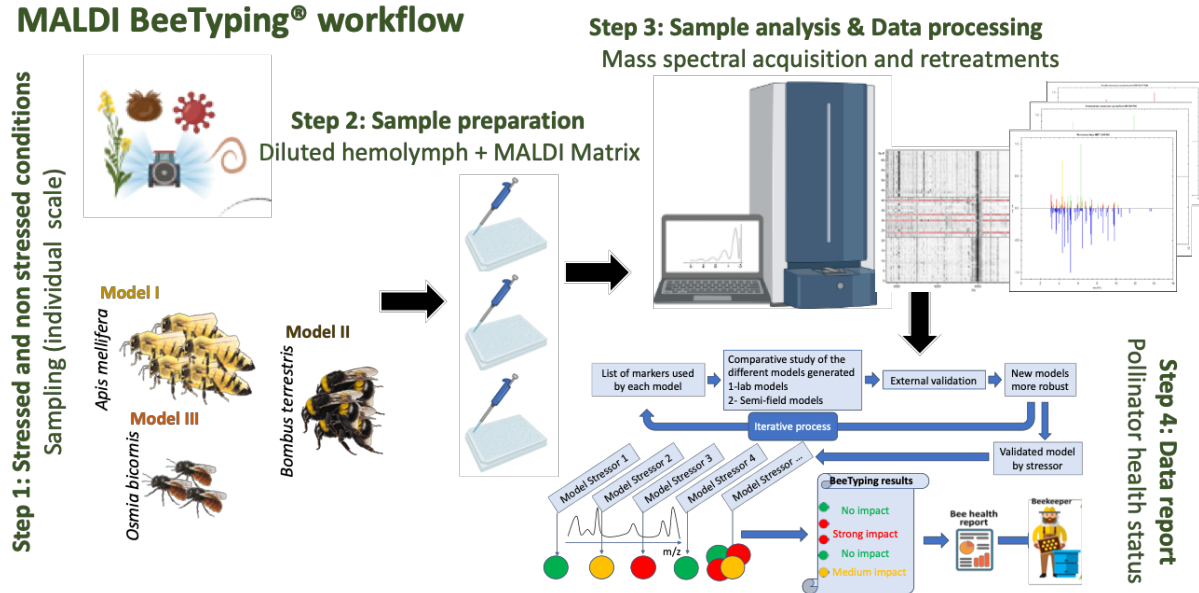 MALDI BeeTyping® workflow
Step 1: Stressed and non stressed conditions
Sampling (individual scale)
Model I
Apis mellifera
Model II
Bombus terrestris
Model III
Osmia bicornis
Step 2: Sample preparation
Diluted hemolymph + MALDI Matrix
Step 3: Sample analysis & Data processing
Mass spectral acquisition and retreatments
Step 4: Data report
Pollinator health status
List of markers used
by each model
Comparative study of the
different models generated
1-lab models
2- Semi-field models
External validation
New models
more robust
Iterative process
Validated model
by stressor
Model Stressor 1
Model Stressor 2
Model Stressor 3
Model Stressor 4
Model Stressor ...
m/z
BeeTyping results
No impact
Strong impact
No impact
Medium impact
Bee health
report
Beekeeper